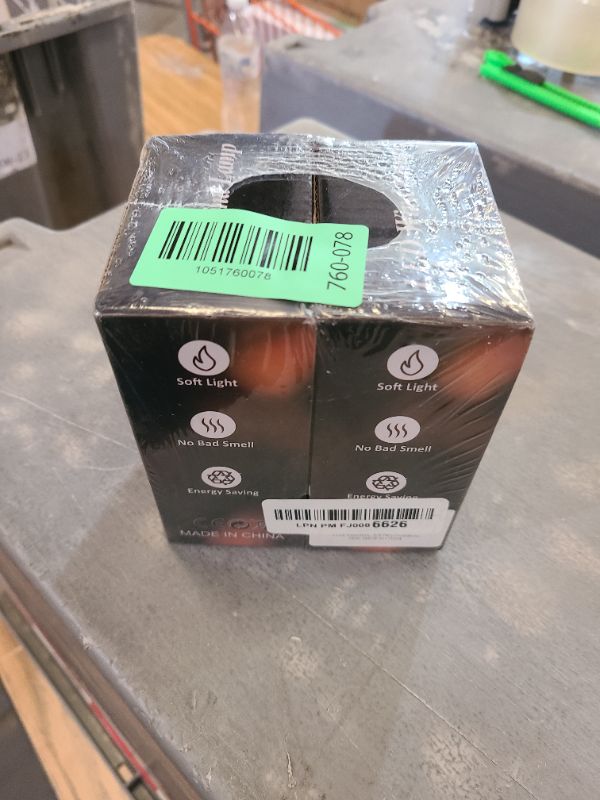 1051760078
760-078
Soft Light
No Bad Smell
Energy Saving
MADE IN CHINA
Soft Light
No Bad Smell
Energy Saving
LPN PM FJ006 6626